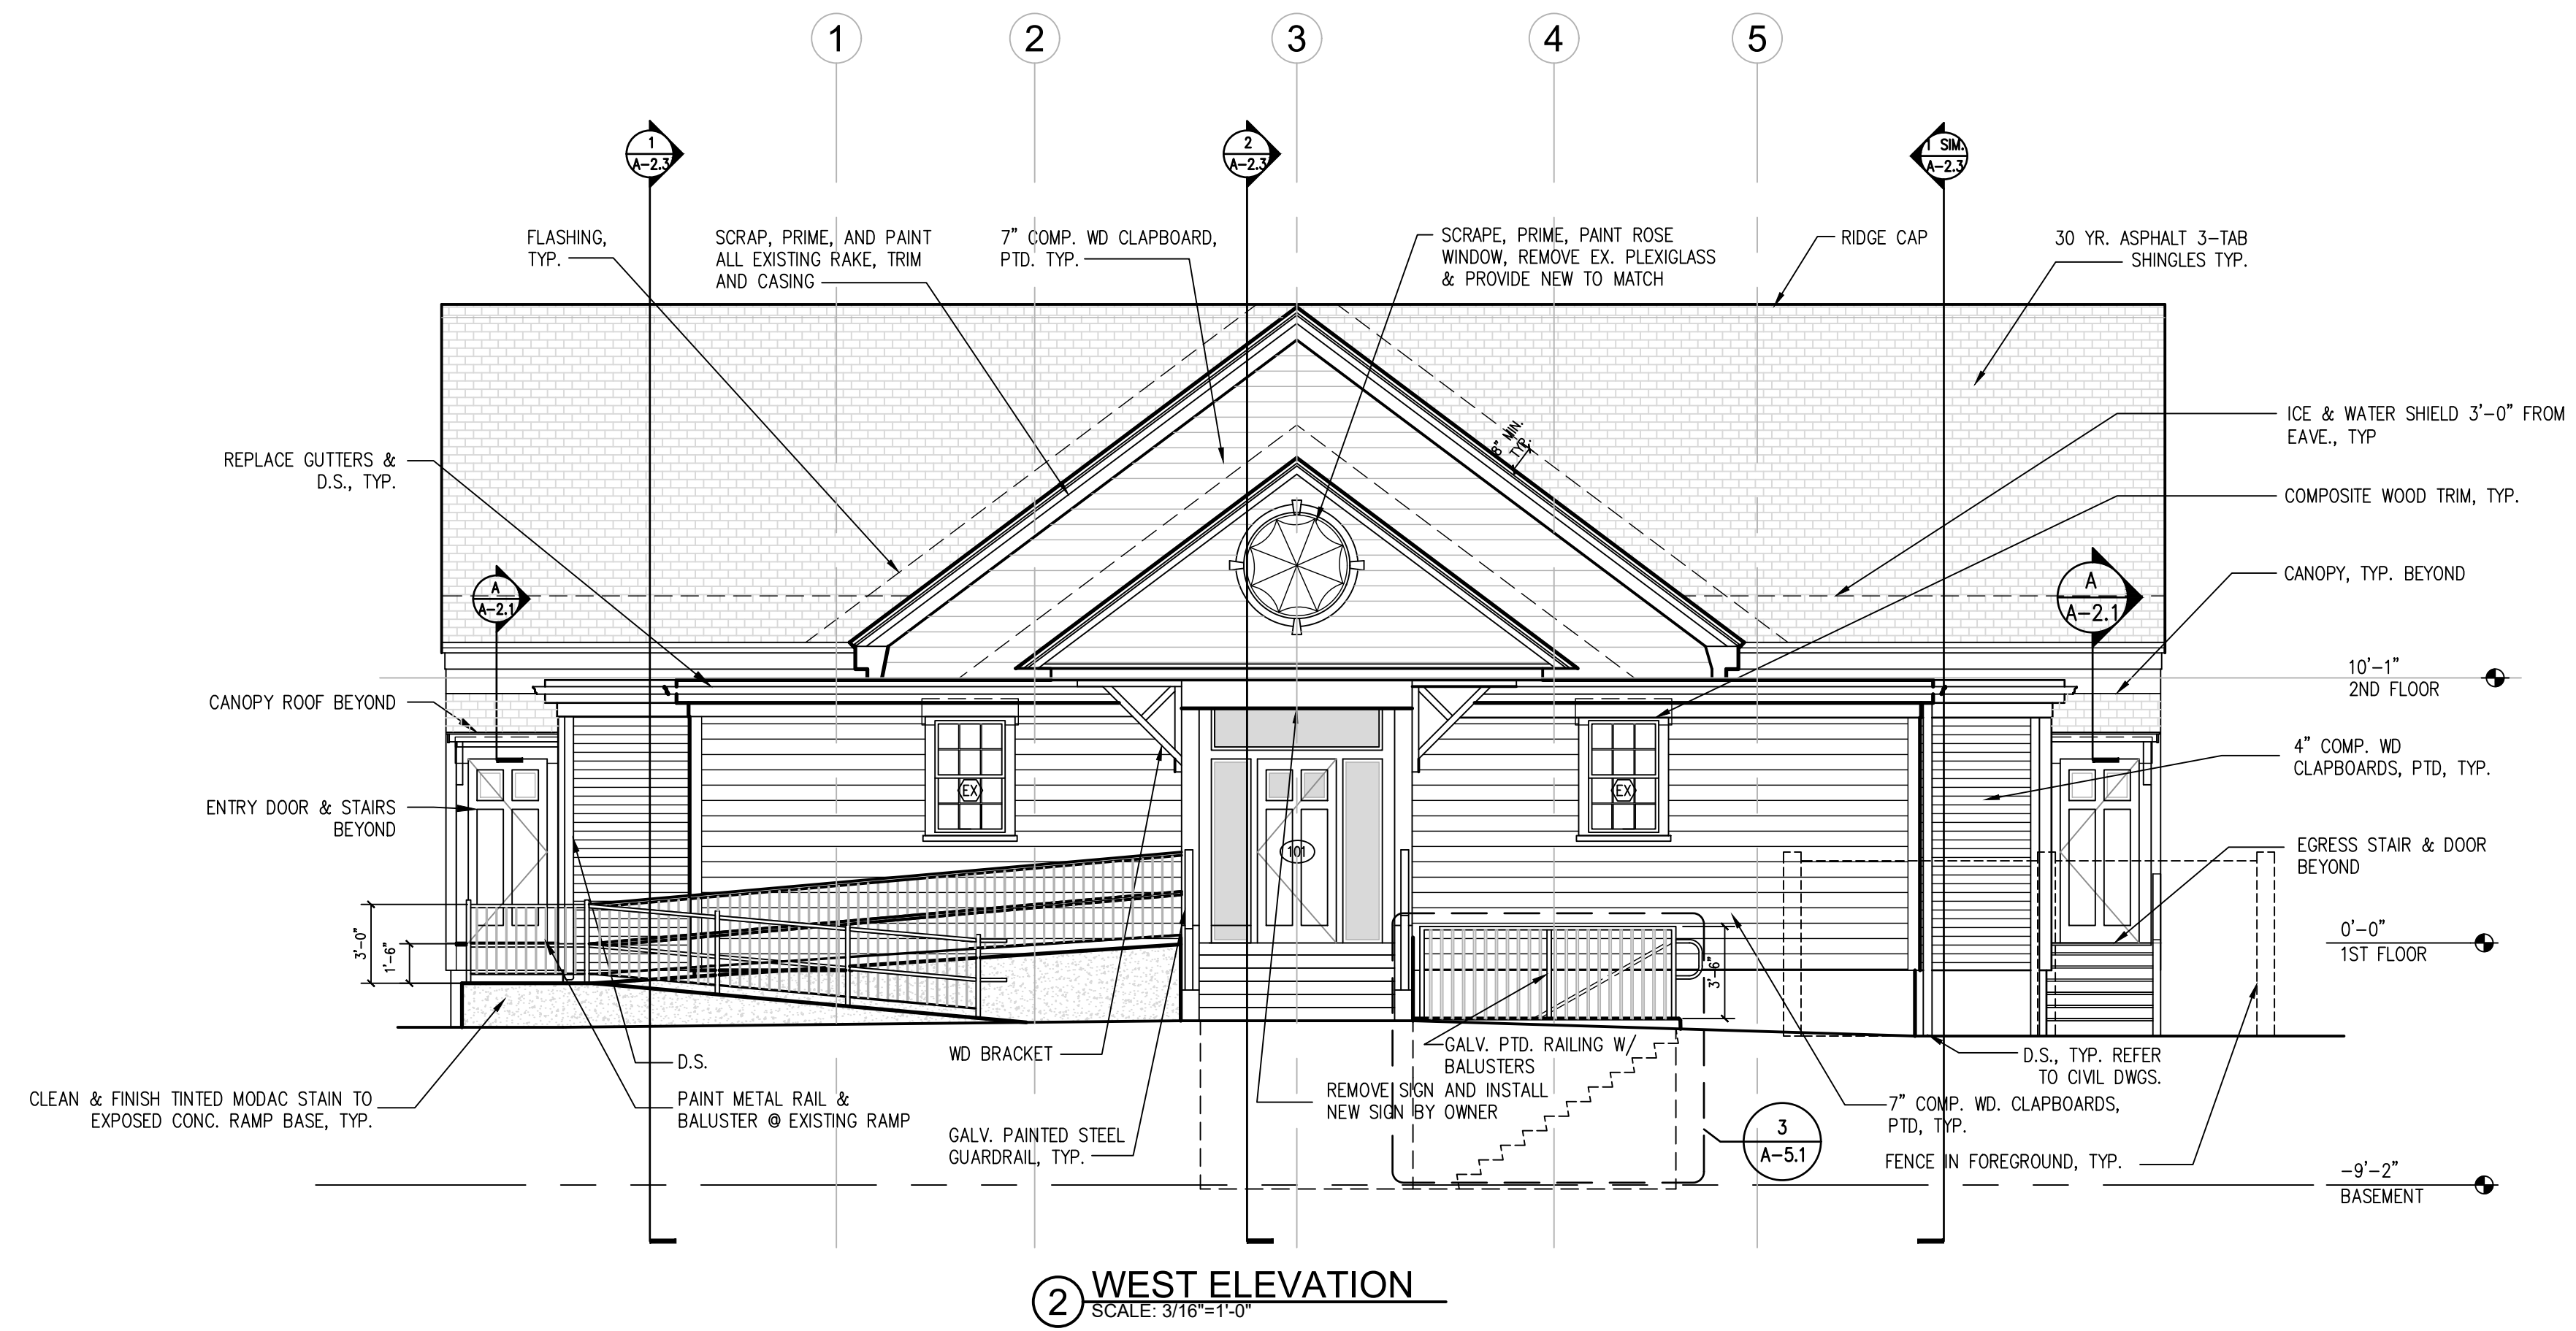 1
2
3
4
5
1
A-2.3
2
A-2.3
1 SIM.
A-2.3
FLASHING,
TYP.
SCRAP, PRIME, AND PAINT
ALL EXISTING RAKE, TRIM
AND CASING
7" COMP. WD CLAPBOARD,
PTD. TYP.
SCRAPE, PRIME, PAINT ROSE
WINDOW, REMOVE EX. PLEXIGLASS
& PROVIDE NEW TO MATCH
RIDGE CAP
30 YR. ASPHALT 3-TAB
SHINGLES TYP.
8" MIN.
TYP.
ICE & WATER SHIELD 3'-0" FROM
EAVE., TYP
REPLACE GUTTERS &
D.S., TYP.
COMPOSITE WOOD TRIM, TYP.
A
A-2.1
A
A-2.1
CANOPY, TYP. BEYOND
10'-1"
2ND FLOOR
CANOPY ROOF BEYOND
4" COMP. WD
CLAPBOARDS, PTD, TYP.
EX
EX
ENTRY DOOR & STAIRS
BEYOND
101
EGRESS STAIR & DOOR
BEYOND
3'-0"
1'-6"
3'-6"
0'-0"
1ST FLOOR
D.S.
WD BRACKET
GALV. PTD. RAILING W/
BALUSTERS
D.S., TYP. REFER
TO CIVIL DWGS.
CLEAN & FINISH TINTED MODAC STAIN TO
EXPOSED CONC. RAMP BASE, TYP.
PAINT METAL RAIL &
BALUSTER @ EXISTING RAMP
REMOVE SIGN AND INSTALL
NEW SIGN BY OWNER
7" COMP. WD. CLAPBOARDS,
PTD, TYP.
GALV. PAINTED STEEL
GUARDRAIL, TYP.
3
A-5.1
FENCE IN FOREGROUND, TYP.
-9'-2"
BASEMENT
2
WEST ELEVATION
SCALE: 3/16"=1'-0"